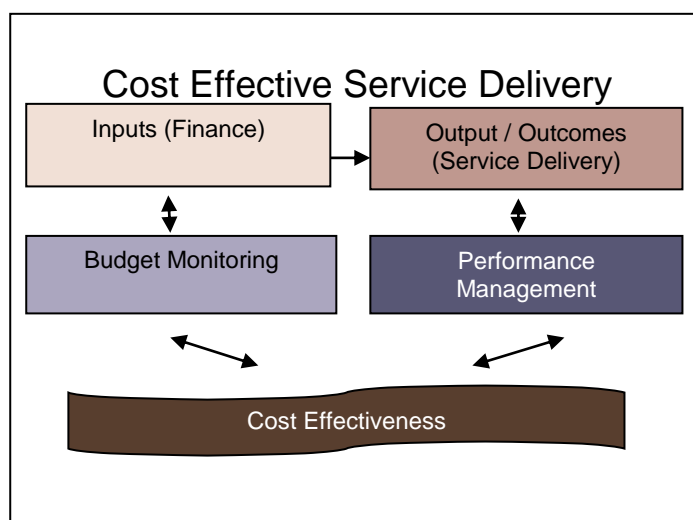 Cost Effective Service Delivery
Inputs (Finance)
Output / Outcomes
(Service Delivery)
Budget Monitoring
Performance
Management
Cost Effectiveness